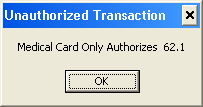 Unauthorized Transaction
Medical Card Only Authorizes  62.1
OK